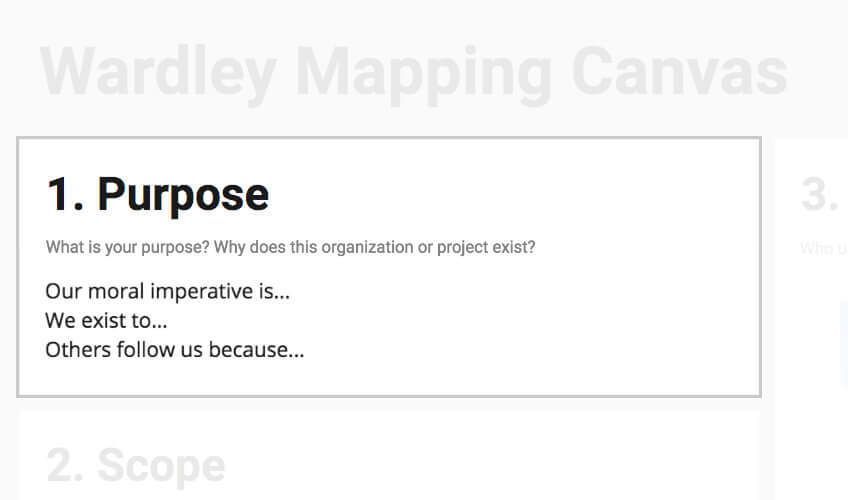 Wardley Mapping Canvas
1. Purpose
What is your purpose? Why does this organization or project exist?
Our moral imperative is...
We exist to...
Others follow us because...
2. Scope
3.
Who